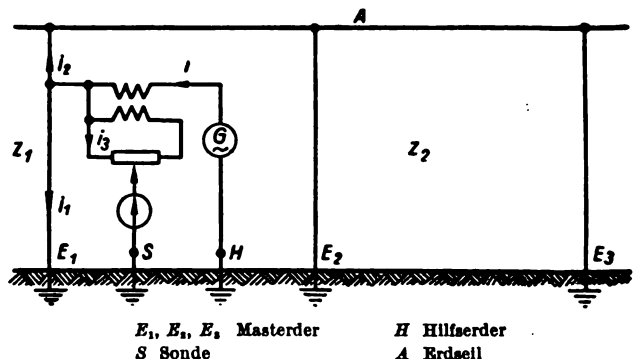 A
i₂
I
G
i₃
Z₁
Z₂
i₁
E₁
S
H
E₂
E₃
E₁, E₂, E₃ Masterder
H Hilfserder
S Sonde
A Erdseil